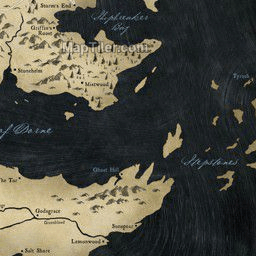 Storm's End
Shipbreaker
Bay
Griffin's
Roost
MapTiler.com
Stonehelm
Mistwood
Tyrosh
of Dorne
Stepstones
Ghost Hill
The Tor
Godsgrace
Greenblood
Sunspear
Lemonwood
Salt Shore